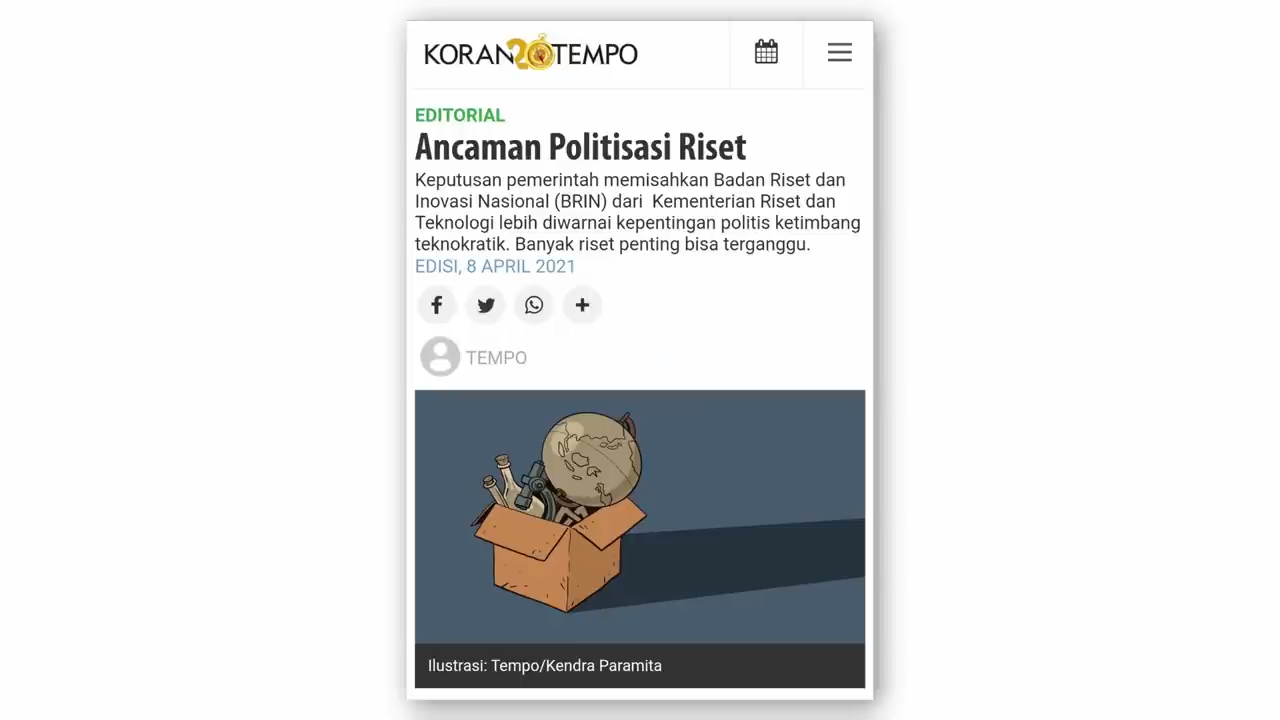 KORAN20TEMPO
EDITORIAL
Ancaman Politisasi Riset
Keputusan pemerintah memisahkan Badan Riset dan
Inovasi Nasional (BRIN) dari Kementerian Riset dan
Teknologi lebih diwarnai kepentingan politis ketimbang
teknokratik. Banyak riset penting bisa terganggu.
EDISI, 8 APRIL 2021
TEMPO
Ilustrasi: Tempo/Kendra Paramita